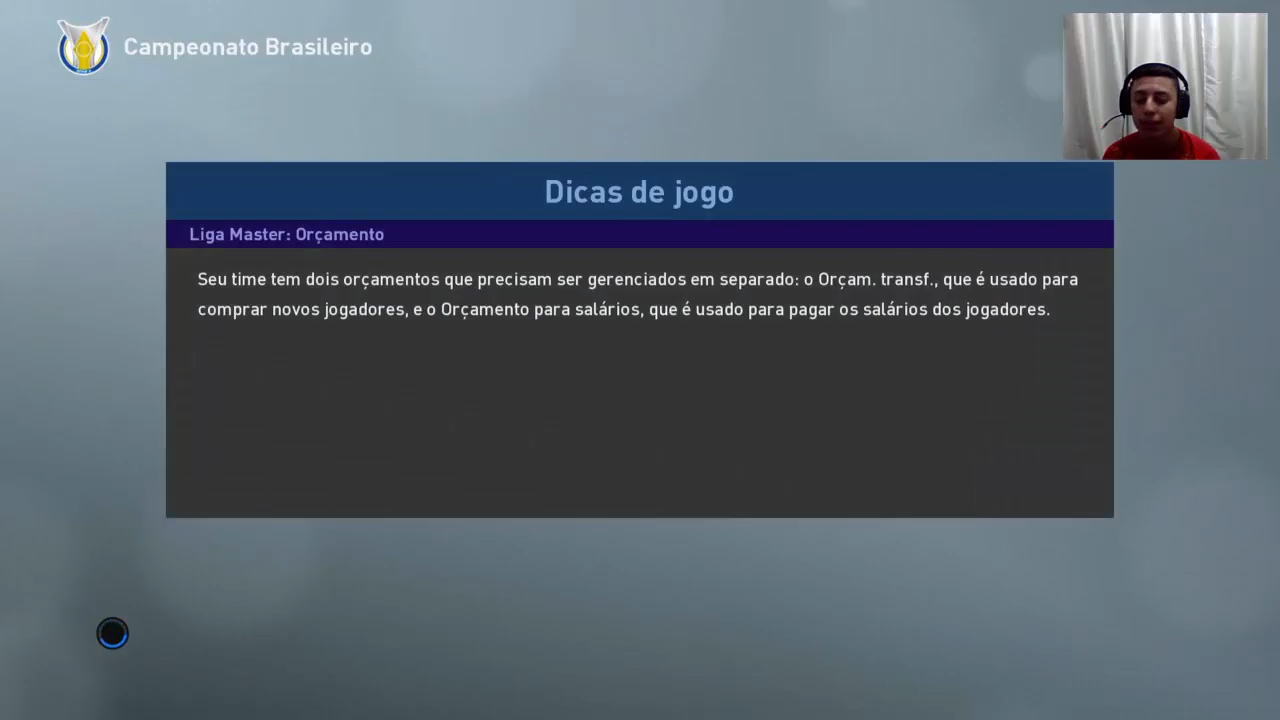 Campeonato Brasileiro
Dicas de jogo
Liga Master: Orçamento
Seu time tem dois orçamentos que precisam ser gerenciados em separado: o Orçam. transf., que é usado para
comprar novos jogadores, e o Orçamento para salários, que é usado para pagar os salários dos jogadores.